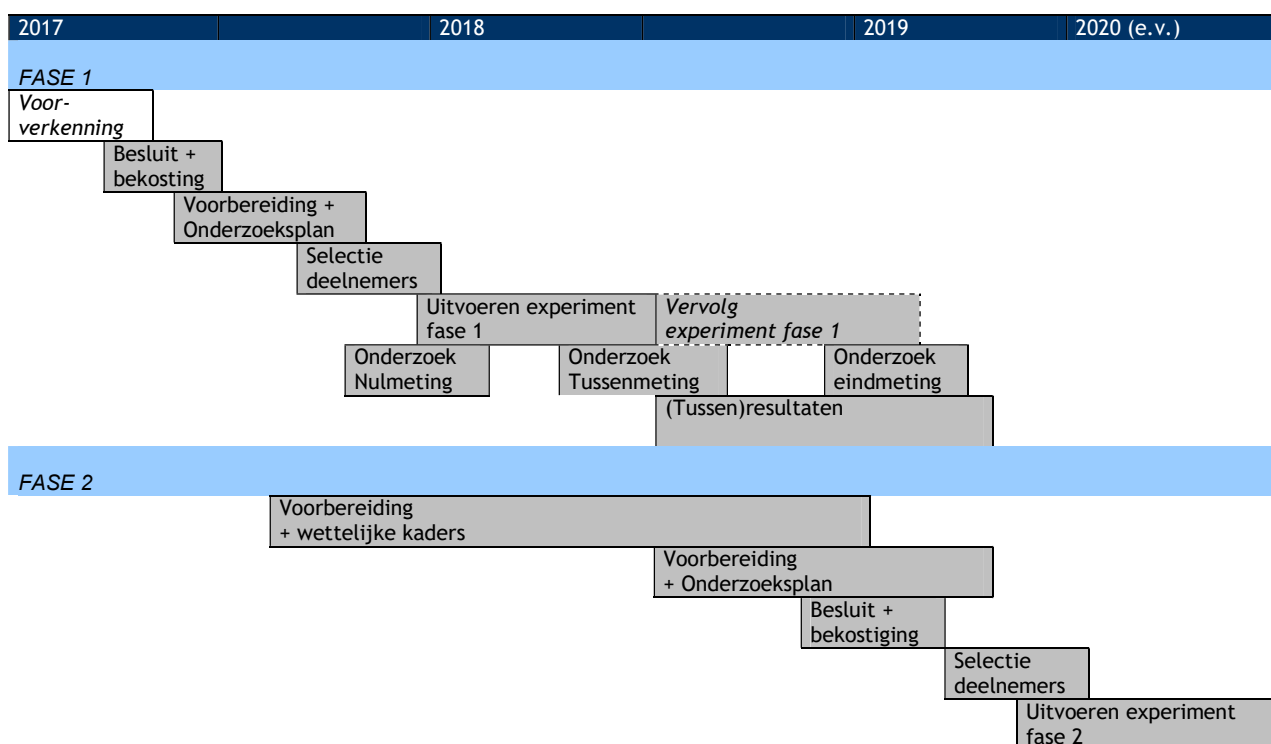 2017 2018 2019 2020 (e.v.)
FASE 1
Voor-
verkenning
Besluit +
bekosting
Voorbereiding +
Onderzoeksplan
Selectie
deelnemers
Uitvoeren experiment
fase 1
Vervolg
experiment fase 1
Onderzoek
Nulmeting
Onderzoek
Tussenmeting
Onderzoek
eindmeting
(Tussen)resultaten
FASE 2
Voorbereiding
+ wettelijke kaders
Voorbereiding
+ Onderzoeksplan
Besluit +
bekostiging
Selectie
deelnemers
Uitvoeren experiment
fase 2